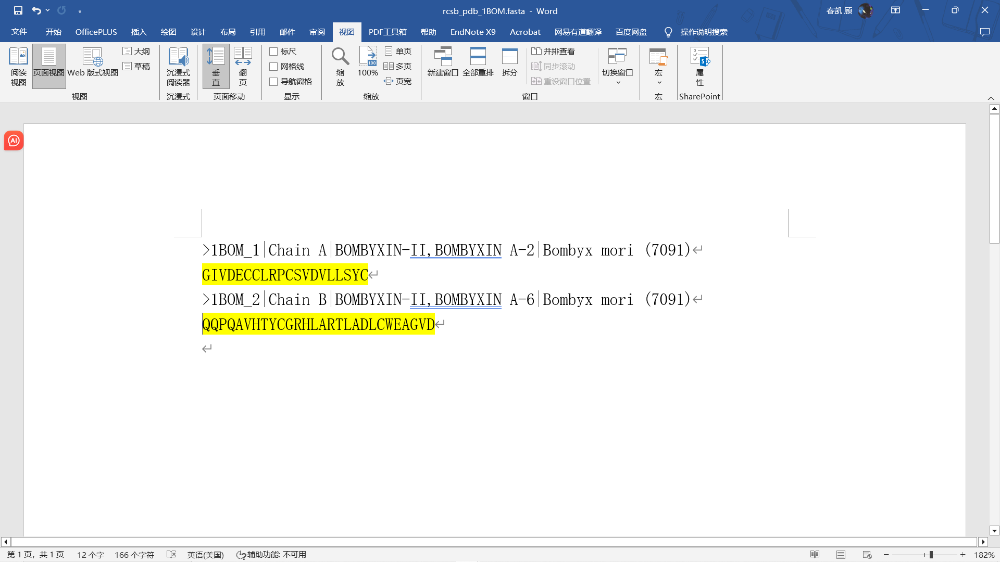 rcsb_pdb_1BOM.fasta - Word
春凯 顾
文件 开始 OfficePLUS 插入 绘图 设计 布局 引用 邮件 审阅 视图 PDF工具箱 帮助 EndNote X9 Acrobat 网易有道翻译 百度网盘 操作说明搜索
阅读视图
页面视图
Web 版式视图
大纲
草稿
视图
沉浸式阅读器
沉浸式
垂直
翻页
页面移动
标尺
网格线
导航窗格
显示
缩放
100
100%
单页
多页
页宽
缩放
新建窗口
全部重排
拆分
并排查看
同步滚动
重设窗口位置
切换窗口
窗口
宏
宏
S
属性
SharePoint
AI
>1BOM_1|Chain A|BOMBYXIN-II,BOMBYXIN A-2|Bombyx mori (7091)↵
GIVDECCLRPCSVDVLLSYC↵
>1BOM_2|Chain B|BOMBYXIN-II,BOMBYXIN A-6|Bombyx mori (7091)↵
QQPQAVHTYCGRHLARTLADLCWEAGVD↵
↵
第 1 页，共 1 页 12 个字 166 个字符 英语(美国) 辅助功能: 不可用 182%